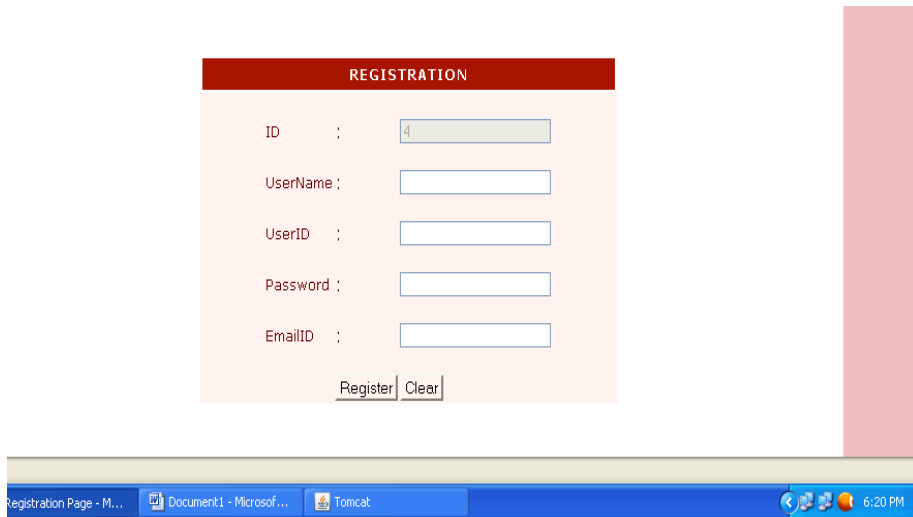 REGISTRATION
ID : 4
UserName :
UserID :
Password :
EmailID :
Register Clear
Registration Page - M... Document1 - Microsof... Tomcat 6:20 PM